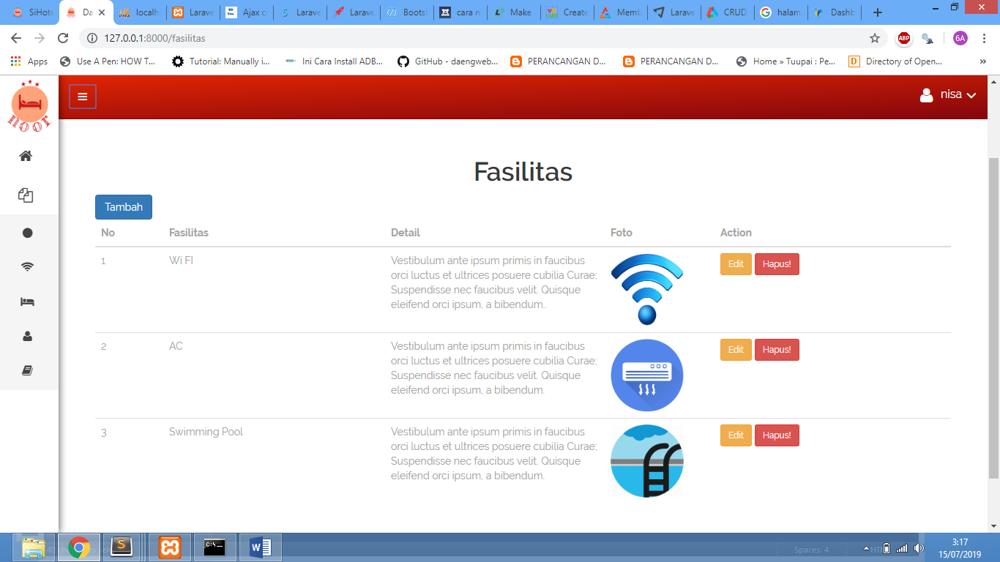 SiHote
Da
localh
Larave
Ajax c
Larave
Larave
Bootst
cara m
Make
Create
Memb
Larave
CRUD
halam
Dashb
127.0.0.1:8000/fasilitas
ABP
6A
Apps
Use A Pen: HOW T...
Tutorial: Manually i...
Ini Cara Install ADB...
GitHub - daengweb...
PERANCANGAN D...
PERANCANGAN D...
Home » Tuupai : Pe...
Directory of Open...
noor
nisa
Fasilitas
Tambah
No Fasilitas Detail Foto Action
1 Wi FI
Vestibulum ante ipsum primis in faucibus
orci luctus et ultrices posuere cubilia Curae;
Suspendisse nec faucibus velit. Quisque
eleifend orci ipsum, a bibendum..
Edit Hapus!
2 AC
Vestibulum ante ipsum primis in faucibus
orci luctus et ultrices posuere cubilia Curae;
Suspendisse nec faucibus velit. Quisque
eleifend orci ipsum, a bibendum.
Edit Hapus!
3 Swimming Pool
Vestibulum ante ipsum primis in faucibus
orci luctus et ultrices posuere cubilia Curae;
Suspendisse nec faucibus velit. Quisque
eleifend orci ipsum, a bibendum.
Edit Hapus!
Spaces: 4
3:17
15/07/2019